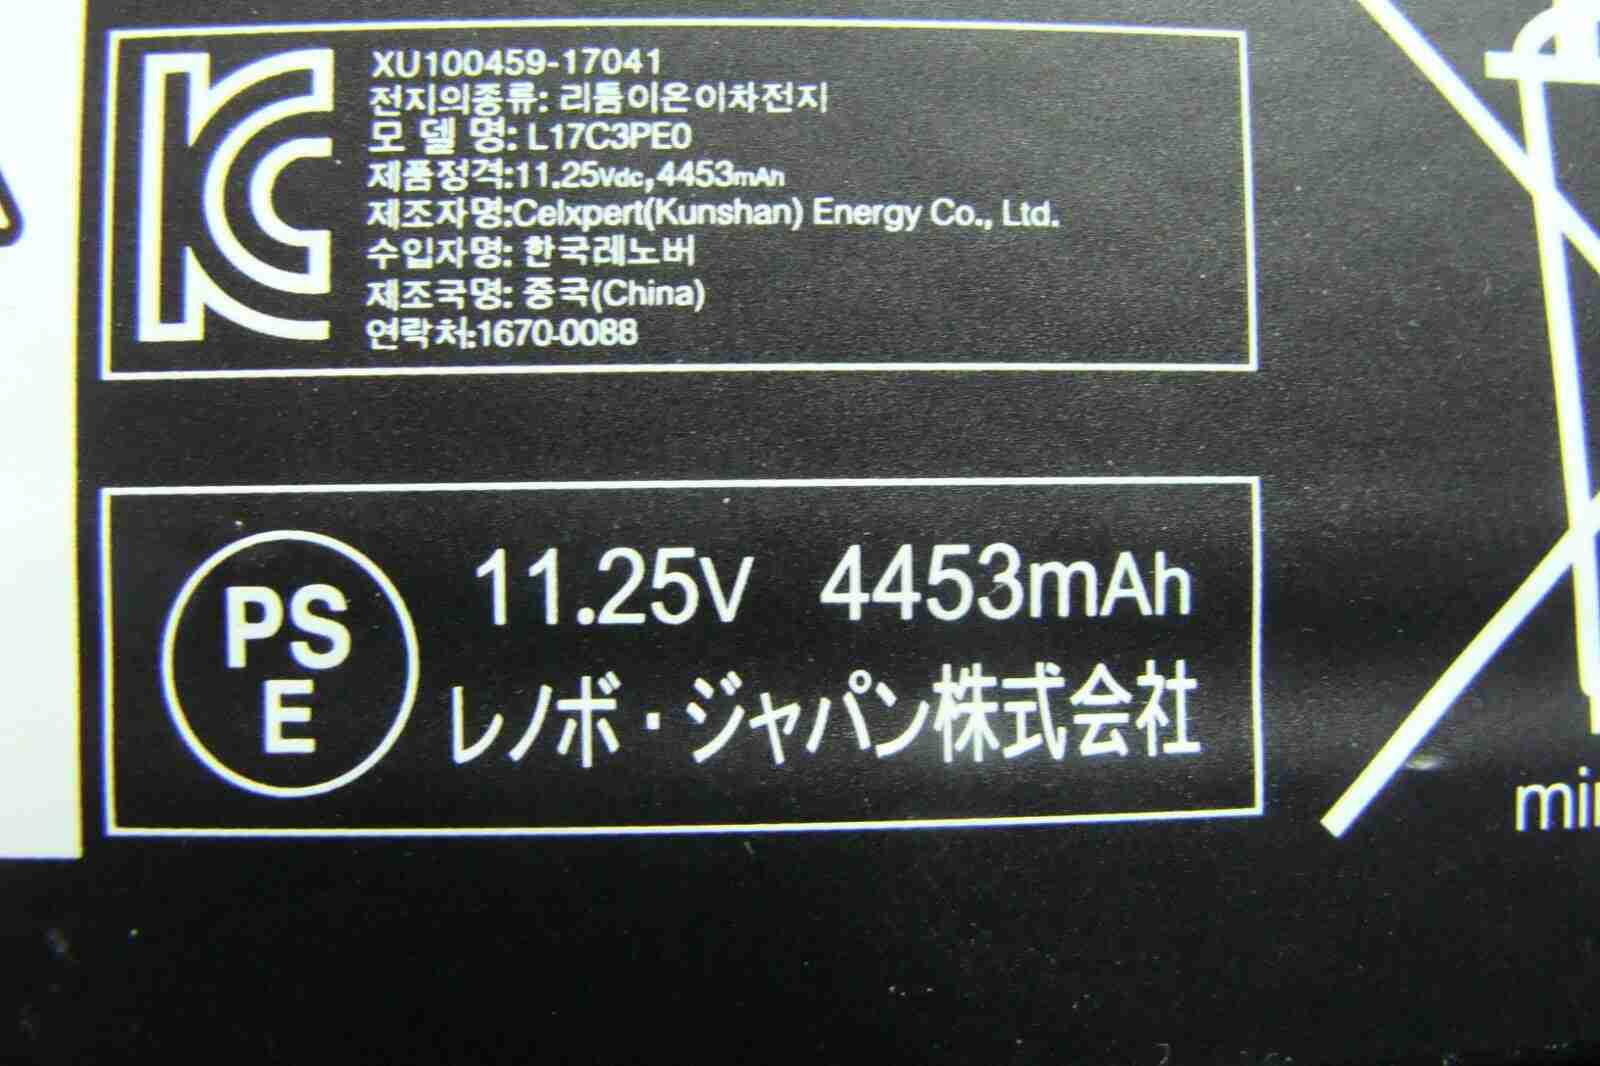 KC
XU100459-17041
전지의종류: 리튬이온이차전지
모 델 명: L17C3PE0
제품정격:11.25Vdc,4453mAh
제조자명:Celxpert(Kunshan) Energy Co., Ltd.
수입자명: 한국레노버
제조국명: 중국(China)
연락처:1670-0088
PS
E
11.25V 4453mAh
レノボ・ジャパン株式会社